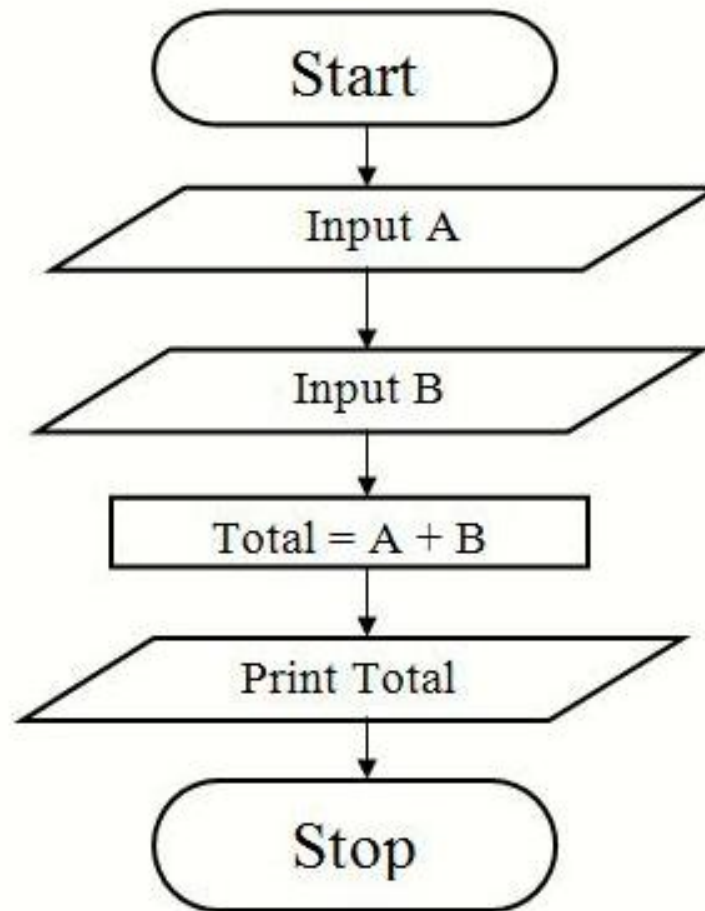 Start
Input A
Input B
Total = A + B
Print Total
Stop